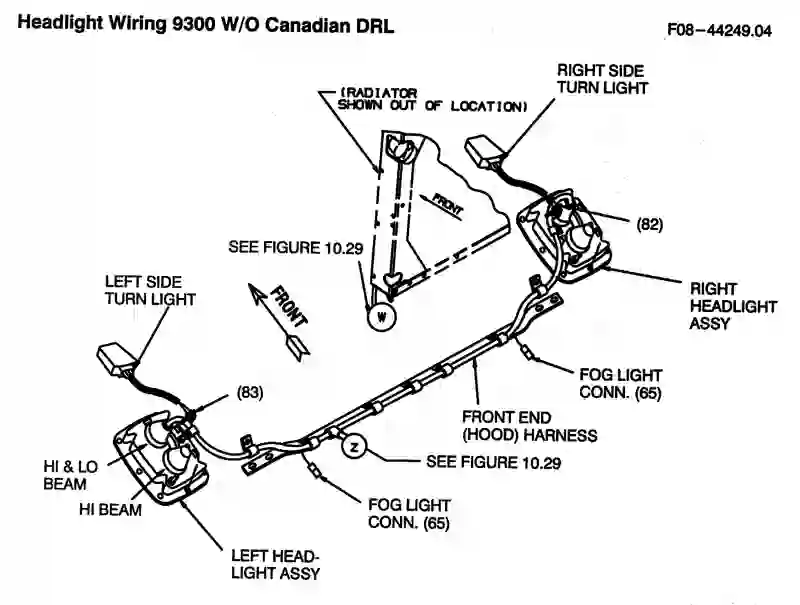 Headlight Wiring 9300 W/O Canadian DRL
F08-44249.04
RIGHT SIDE
TURN LIGHT
(RADIATOR
SHOWN OUT OF LOCATION)
FRONT
(82)
SEE FIGURE 10.29
LEFT SIDE
TURN LIGHT
FRONT
W
RIGHT
HEADLIGHT
ASSY
FOG LIGHT
CONN. (65)
(83)
FRONT END
(HOOD) HARNESS
Z
SEE FIGURE 10.29
HI & LO
BEAM
HI BEAM
FOG LIGHT
CONN. (65)
LEFT HEAD-
LIGHT ASSY